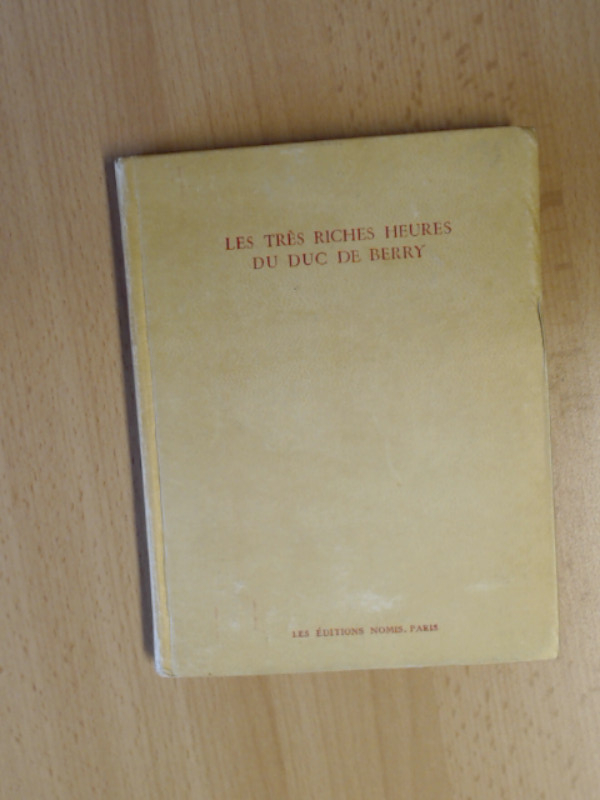 LES TRÈS RICHES HEURES
DU DUC DE BERRY
LES ÉDITIONS NOMIS, PARIS